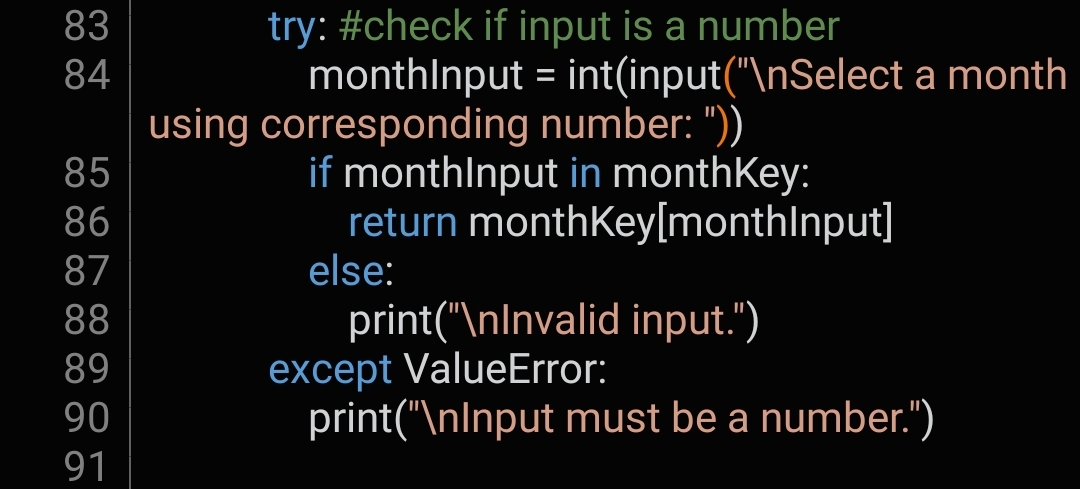 83 try: #check if input is a number
84 monthInput = int(input("\nSelect a month
using corresponding number: "))
85 if monthInput in monthKey:
86 return monthKey[monthInput]
87 else:
88 print("\nInvalid input.")
89 except ValueError:
90 print("\nInput must be a number.")
91